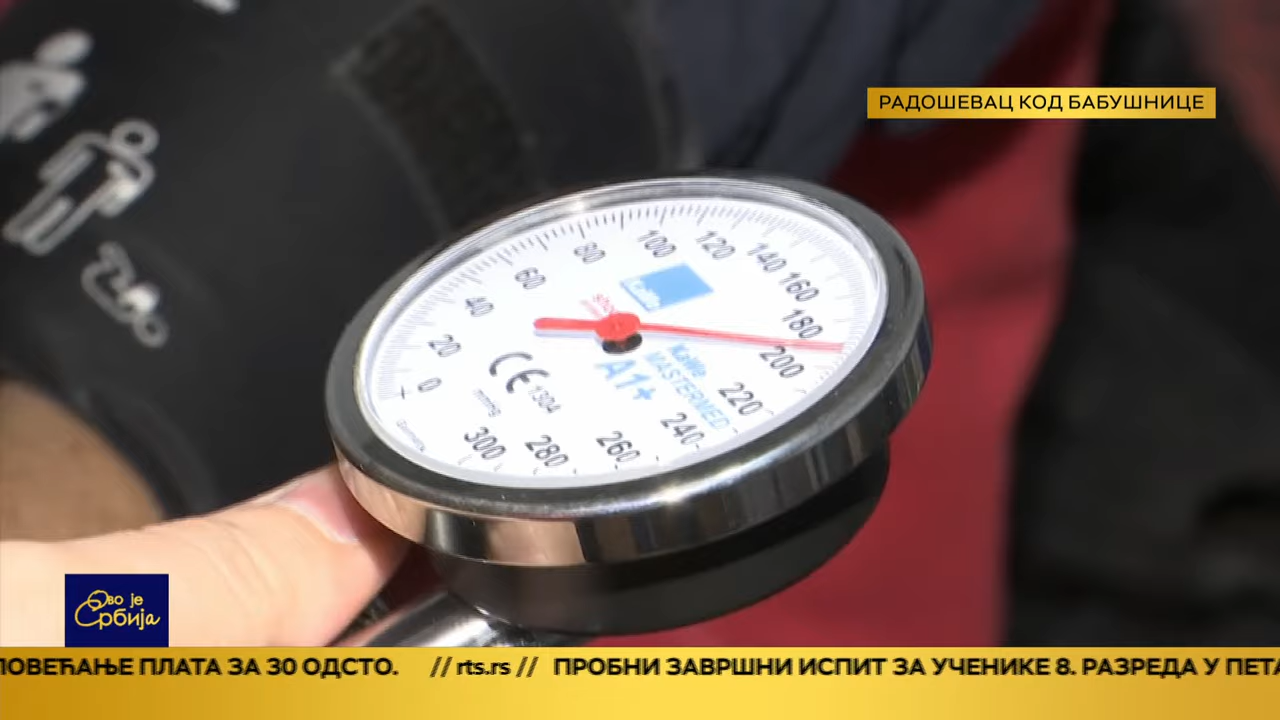 РАДОШЕВАЦ КОД БАБУШНИЦЕ
0
20
40
60
80
100
120
140
160
180
200
220
240
260
280
300
KaWe
MASTERMED
A1+
CE 1304
mmHg
Ово је
Србија
ПОВЕЋАЊЕ ПЛАТА ЗА 30 ОДСТО. // rts.rs // ПРОБНИ ЗАВРШНИ ИСПИТ ЗА УЧЕНИКЕ 8. РАЗРЕДА У ПЕТА